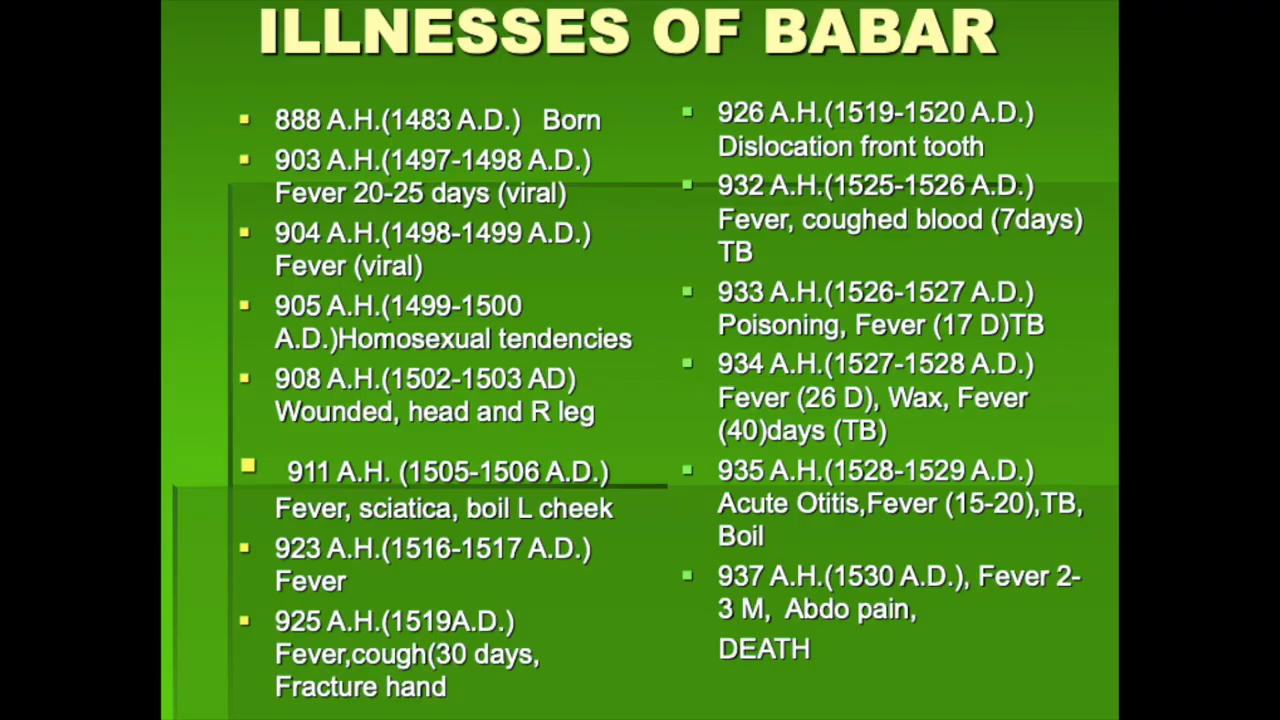 ILLNESSES OF BABAR
888 A.H.(1483 A.D.) Born
903 A.H.(1497-1498 A.D.)
Fever 20-25 days (viral)
904 A.H.(1498-1499 A.D.)
Fever (viral)
905 A.H.(1499-1500
A.D.)Homosexual tendencies
908 A.H.(1502-1503 AD)
Wounded, head and R leg
911 A.H. (1505-1506 A.D.)
Fever, sciatica, boil L cheek
923 A.H.(1516-1517 A.D.)
Fever
925 A.H.(1519A.D.)
Fever,cough(30 days,
Fracture hand
926 A.H.(1519-1520 A.D.)
Dislocation front tooth
932 A.H.(1525-1526 A.D.)
Fever, coughed blood (7days)
TB
933 A.H.(1526-1527 A.D.)
Poisoning, Fever (17 D)TB
934 A.H.(1527-1528 A.D.)
Fever (26 D), Wax, Fever
(40)days (TB)
935 A.H.(1528-1529 A.D.)
Acute Otitis,Fever (15-20),TB,
Boil
937 A.H.(1530 A.D.), Fever 2-
3 M, Abdo pain,
DEATH